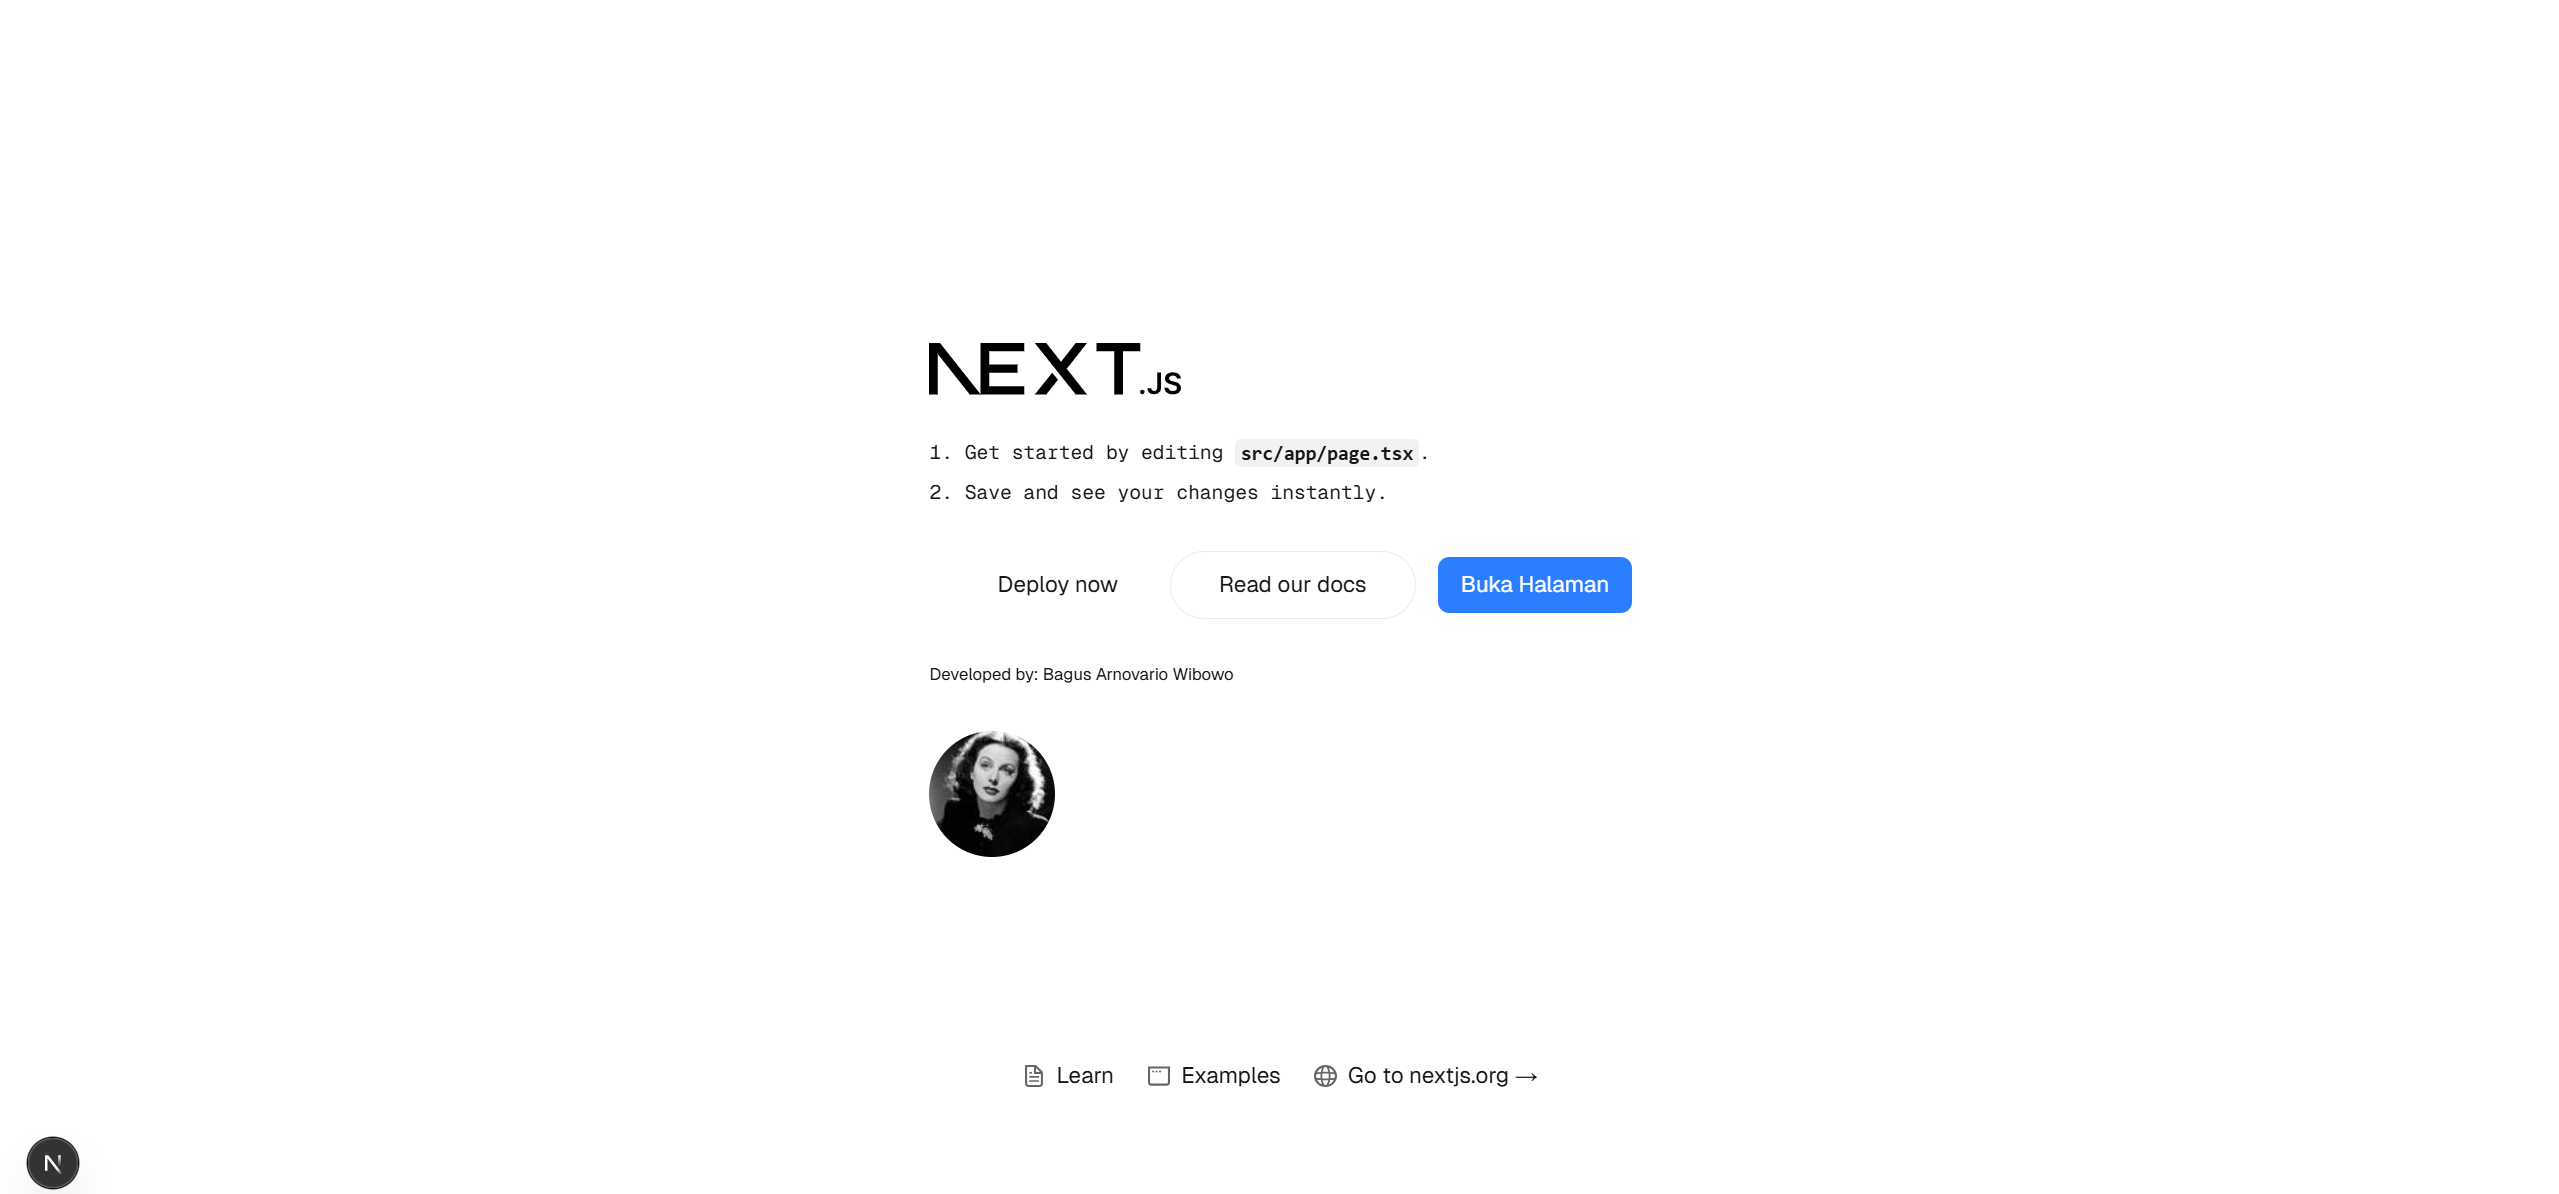 NEXT.JS
1. Get started by editing src/app/page.tsx.
2. Save and see your changes instantly.
Deploy now
Read our docs
Buka Halaman
Developed by: Bagus Arnovario Wibowo
Learn
Examples
Go to nextjs.org →
N